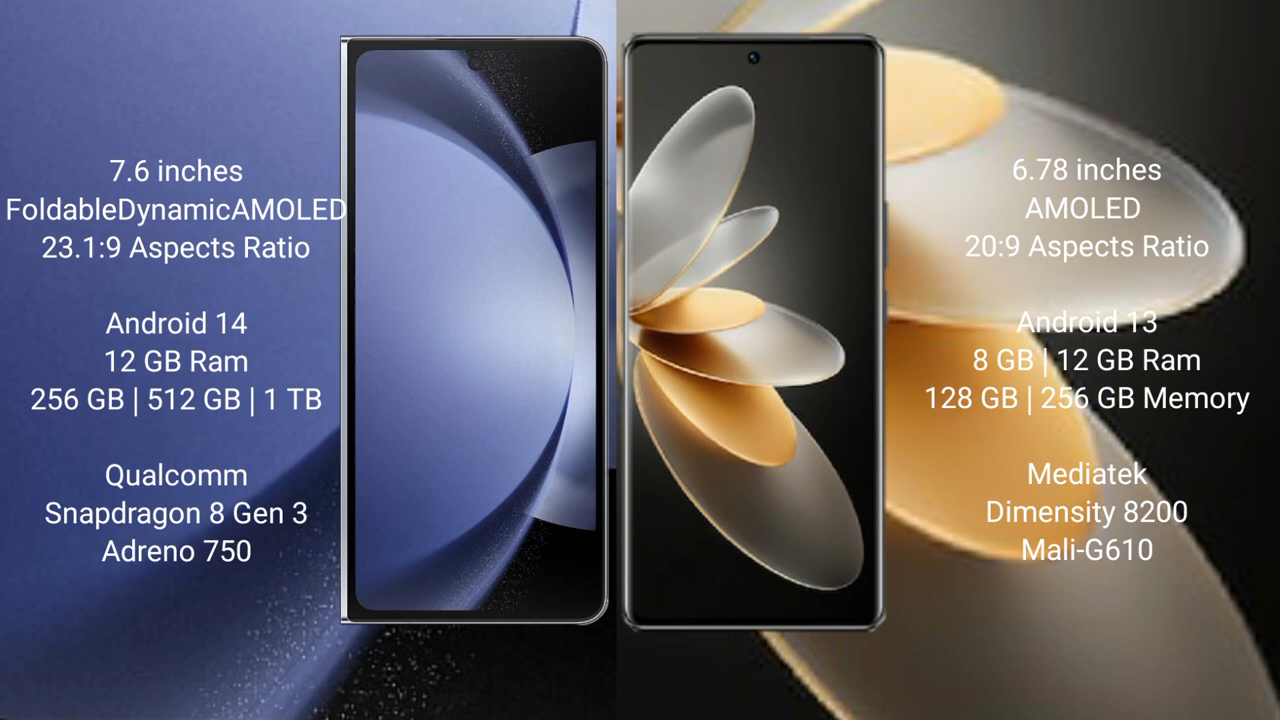 7.6 inches
FoldableDynamicAMOLED
23.1:9 Aspects Ratio
Android 14
12 GB Ram
256 GB | 512 GB | 1 TB
Qualcomm
Snapdragon 8 Gen 3
Adreno 750
6.78 inches
AMOLED
20:9 Aspects Ratio
Android 13
8 GB | 12 GB Ram
128 GB | 256 GB Memory
Mediatek
Dimensity 8200
Mali-G610